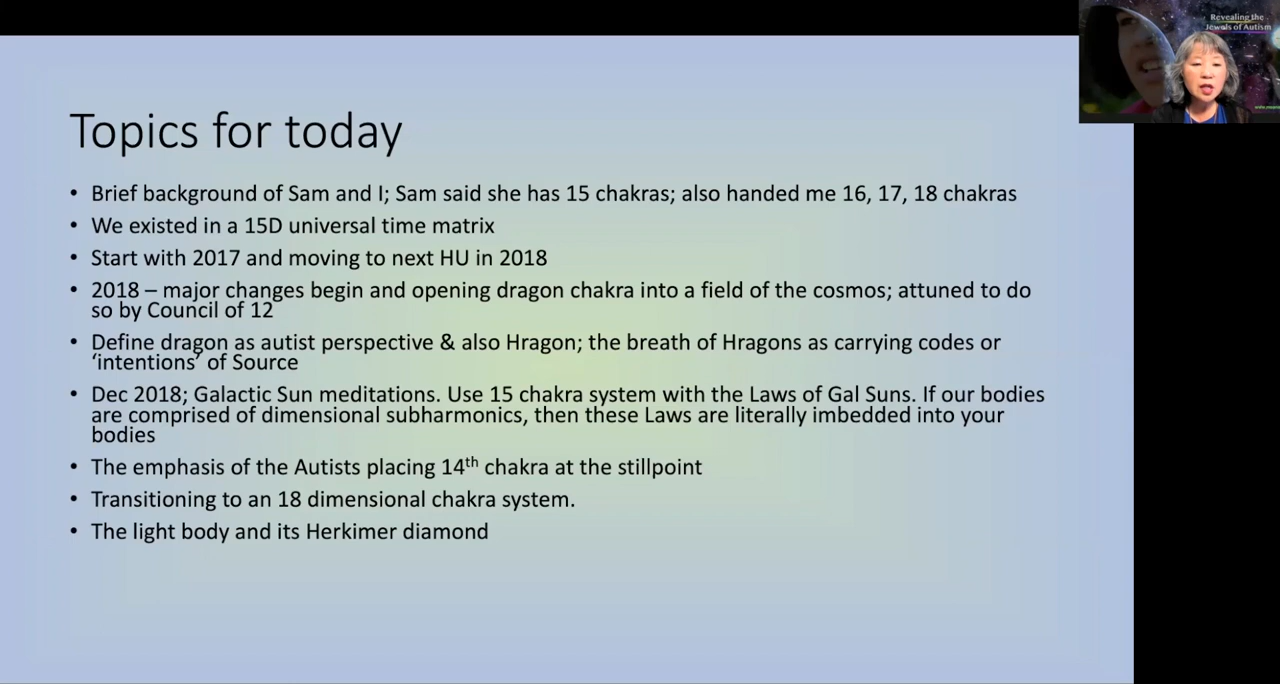 Revealing the
Jewels of Autism
Topics for today
• Brief background of Sam and I; Sam said she has 15 chakras; also handed me 16, 17, 18 chakras
• We existed in a 15D universal time matrix
• Start with 2017 and moving to next HU in 2018
• 2018 – major changes begin and opening dragon chakra into a field of the cosmos; attuned to do
so by Council of 12
• Define dragon as autist perspective & also Hragon; the breath of Hragons as carrying codes or
‘intentions’ of Source
• Dec 2018; Galactic Sun meditations. Use 15 chakra system with the Laws of Gal Suns. If our bodies
are comprised of dimensional subharmonics, then these Laws are literally imbedded into your
bodies
• The emphasis of the Autists placing 14th chakra at the stillpoint
• Transitioning to an 18 dimensional chakra system.
• The light body and its Herkimer diamond